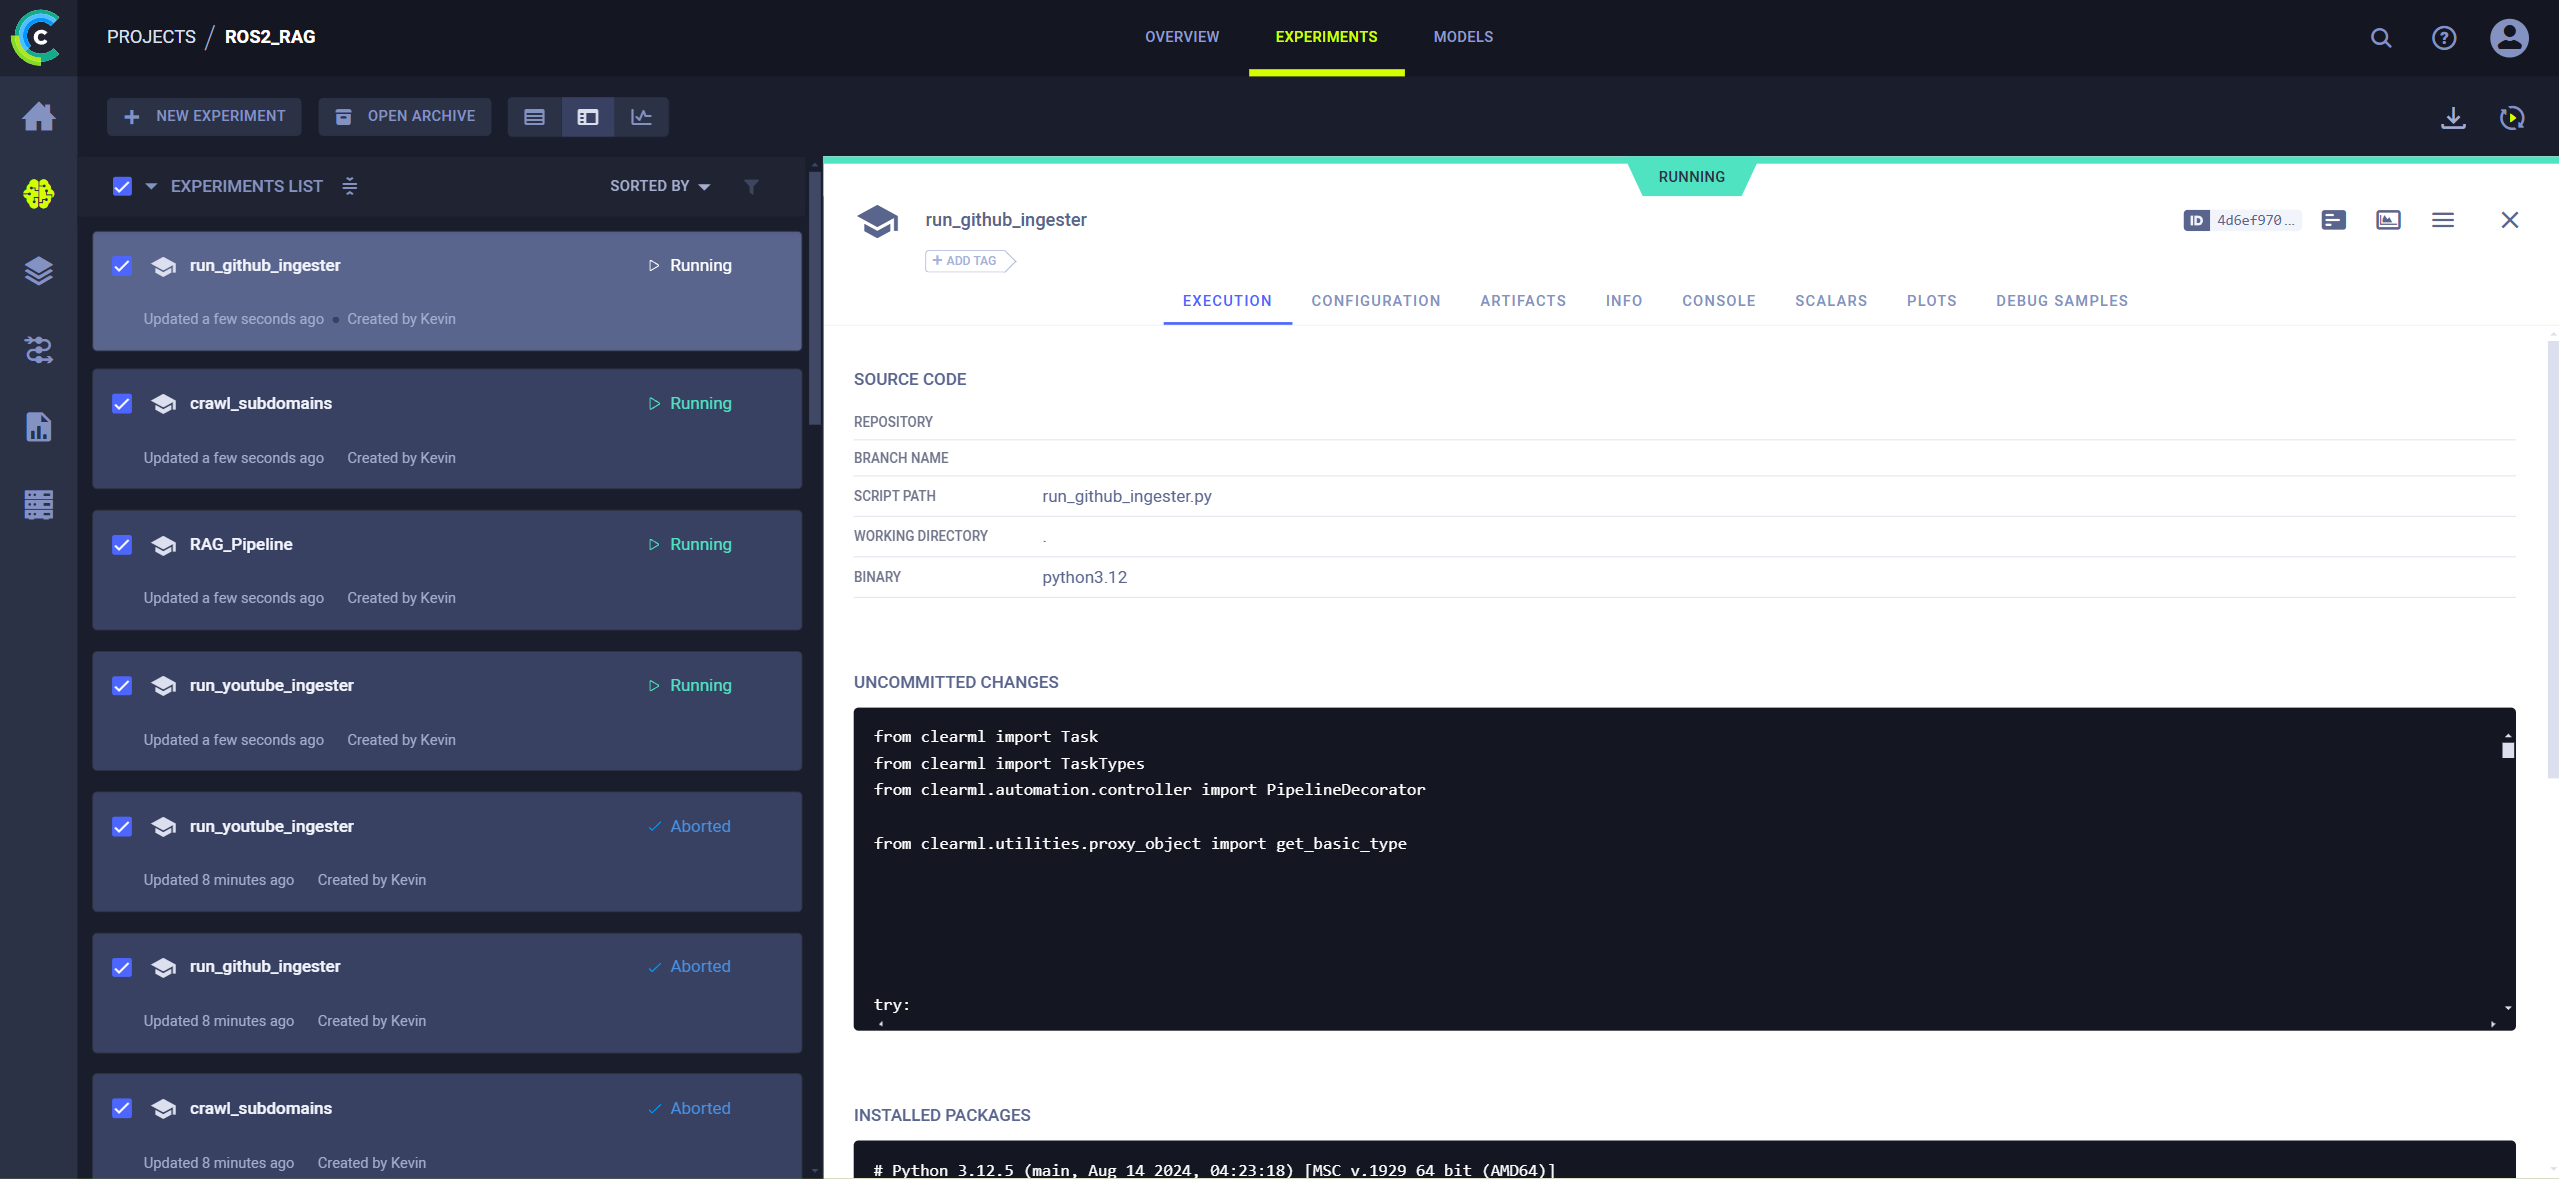 PROJECTS / ROS2_RAG
OVERVIEW
EXPERIMENTS
MODELS
NEW EXPERIMENT
OPEN ARCHIVE
EXPERIMENTS LIST
SORTED BY
run_github_ingester
Running
Updated a few seconds ago • Created by Kevin
crawl_subdomains
Running
Updated a few seconds ago Created by Kevin
RAG_Pipeline
Running
Updated a few seconds ago Created by Kevin
run_youtube_ingester
Running
Updated a few seconds ago Created by Kevin
run_youtube_ingester
Aborted
Updated 8 minutes ago Created by Kevin
run_github_ingester
Aborted
Updated 8 minutes ago Created by Kevin
crawl_subdomains
Aborted
Updated 8 minutes ago Created by Kevin
RUNNING
run_github_ingester
ID 4d6ef970...
+ ADD TAG
EXECUTION
CONFIGURATION
ARTIFACTS
INFO
CONSOLE
SCALARS
PLOTS
DEBUG SAMPLES
SOURCE CODE
REPOSITORY
BRANCH NAME
SCRIPT PATH run_github_ingester.py
WORKING DIRECTORY .
BINARY python3.12
UNCOMMITTED CHANGES
from clearml import Task
from clearml import TaskTypes
from clearml.automation.controller import PipelineDecorator
from clearml.utilities.proxy_object import get_basic_type
try:
INSTALLED PACKAGES
# Python 3.12.5 (main, Aug 14 2024, 04:23:18) [MSC v.1929 64 bit (AMD64)]